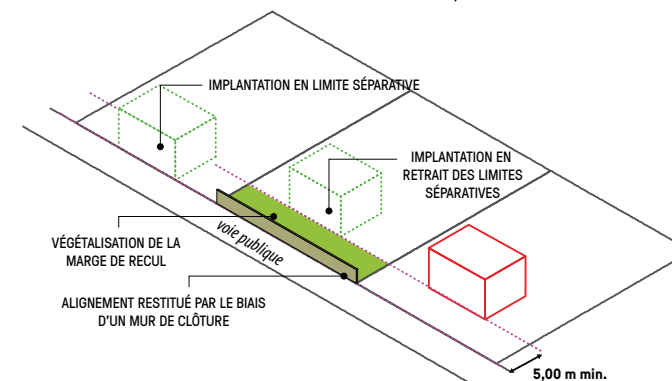 IMPLANTATION EN LIMITE SÉPARATIVE
IMPLANTATION EN
RETRAIT DES LIMITES
SÉPARATIVES
VÉGÉTALISATION DE LA
MARGE DE RECUL
voie publique
ALIGNEMENT RESTITUÉ PAR LE BIAIS
D'UN MUR DE CLÔTURE
5,00 m min.